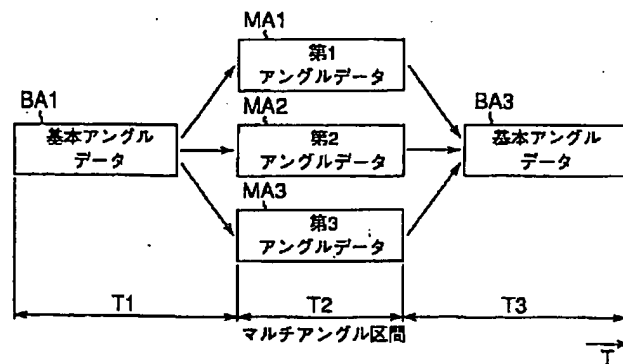 MA1
第1
アングルデータ
BA1
基本アングル
データ
MA2
第2
アングルデータ
BA3
基本アングル
データ
MA3
第3
アングルデータ
T1
T2
T3
マルチアングル区間
T